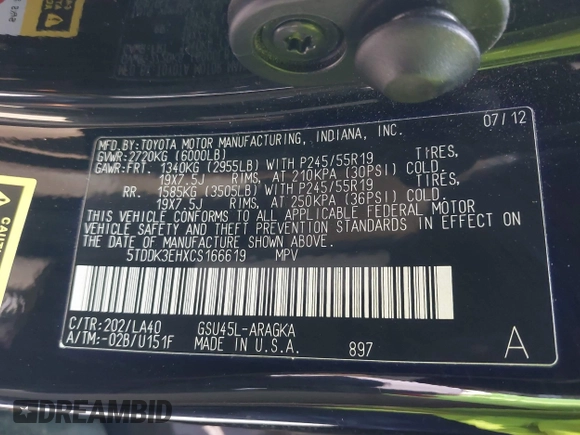 MFD.BY:TOYOTA MOTOR MANUFACTURING, INDIANA, INC. 07/12
GVWR:2720KG (6000LB)
GAWR:FRT. 1340KG (2955LB) WITH P245/55R19 TIRES,
19X7.5J RIMS, AT 210KPA (30PSI) COLD.
RR. 1585KG (3505LB) WITH P245/55R19 TIRES,
19X7.5J RIMS, AT 250KPA (36PSI) COLD.
THIS VEHICLE CONFORMS TO ALL APPLICABLE FEDERAL MOTOR
VEHICLE SAFETY AND THEFT PREVENTION STANDARDS IN EFFECT ON
THE DATE OF MANUFACTURE SHOWN ABOVE.
5TDDK3EHXCS166619 MPV
C/TR:202/LA40 GSU45L-ARAGKA
A/TM:-02B/U151F MADE IN U.S.A. 897 A
DREAMBID